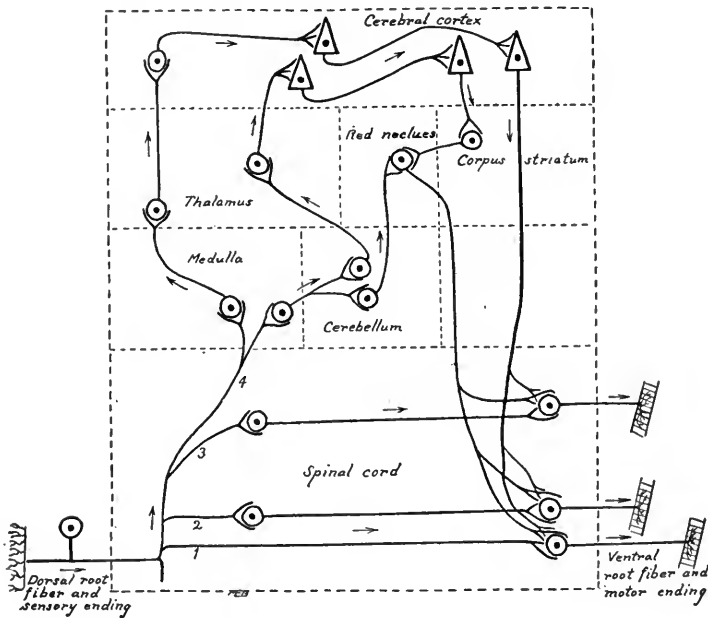 Cerebral cortex
Red neclues
Corpus striatum
Thalamus
Medulla
Cerebellum
4
3
Spinal cord
2
1
Dorsal root
fiber and
sensory ending
Ventral
root fiber and
motor ending